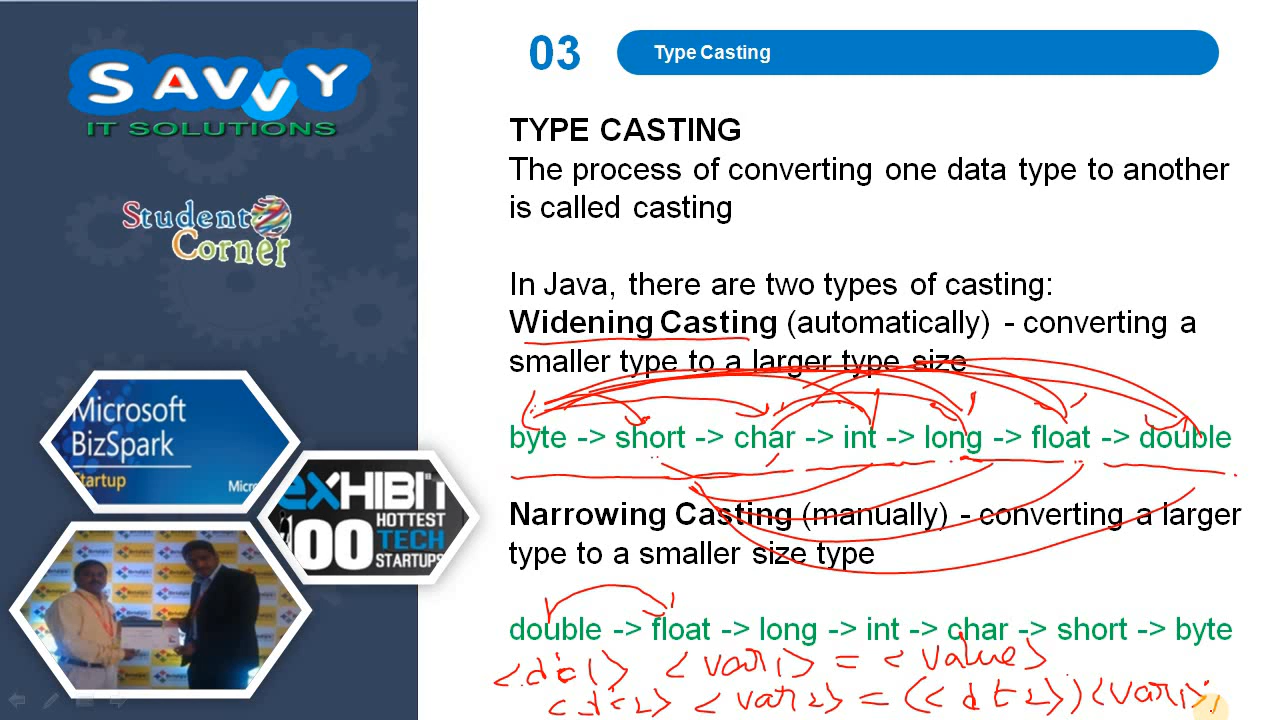 SAVVY
IT SOLUTIONS
Student
Corner
Microsoft
BizSpark
Startup
Micro
eXHIBIT
100 HOTTEST
TECH
STARTUPS
03
Type Casting
TYPE CASTING
The process of converting one data type to another
is called casting
In Java, there are two types of casting:
Widening Casting (automatically) - converting a
smaller type to a larger type size
byte -> short -> char -> int -> long -> float -> double
Narrowing Casting (manually) - converting a larger
type to a smaller size type
double -> float -> long -> int -> char -> short -> byte
<dt1> <var1> = <value>
<dt2> <var2> = (<dt2>)<var1>;